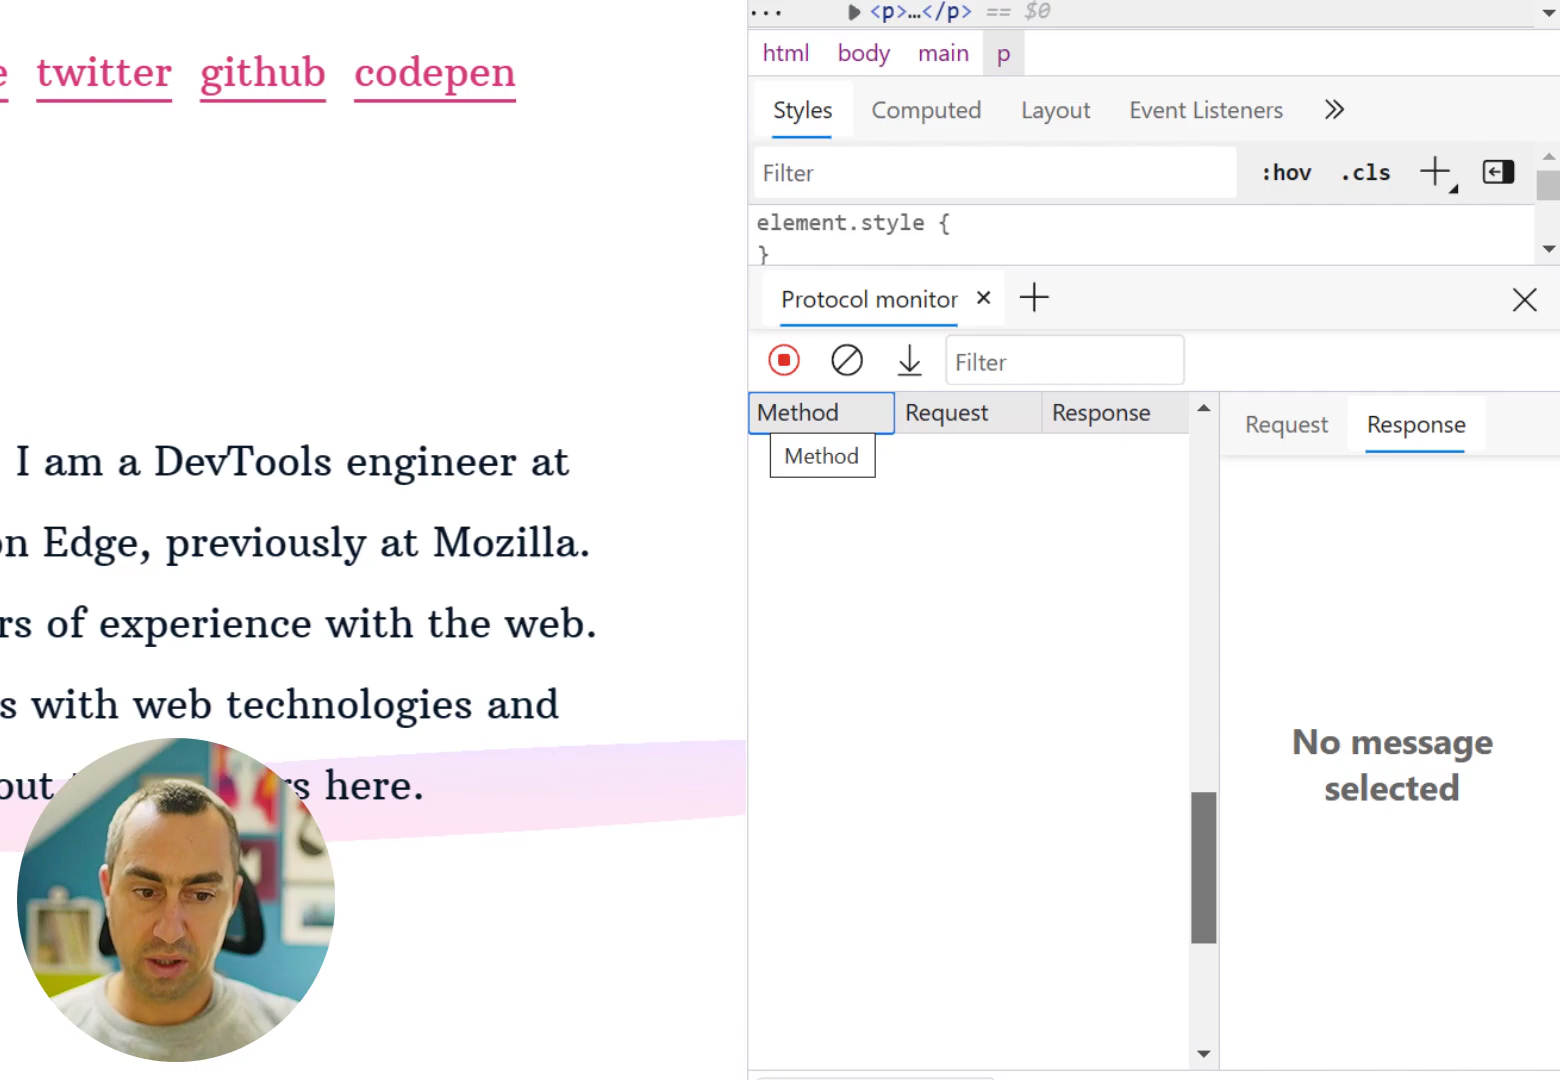 twitter github codepen
I am a DevTools engineer at
on Edge, previously at Mozilla.
rs of experience with the web.
s with web technologies and
out
rs here.
... ▶ <p>…</p> == $0
html body main p
Styles Computed Layout Event Listeners
Filter :hov .cls
element.style {
}
Protocol monitor
Filter
Method Request Response
Method
Request Response
No message
selected